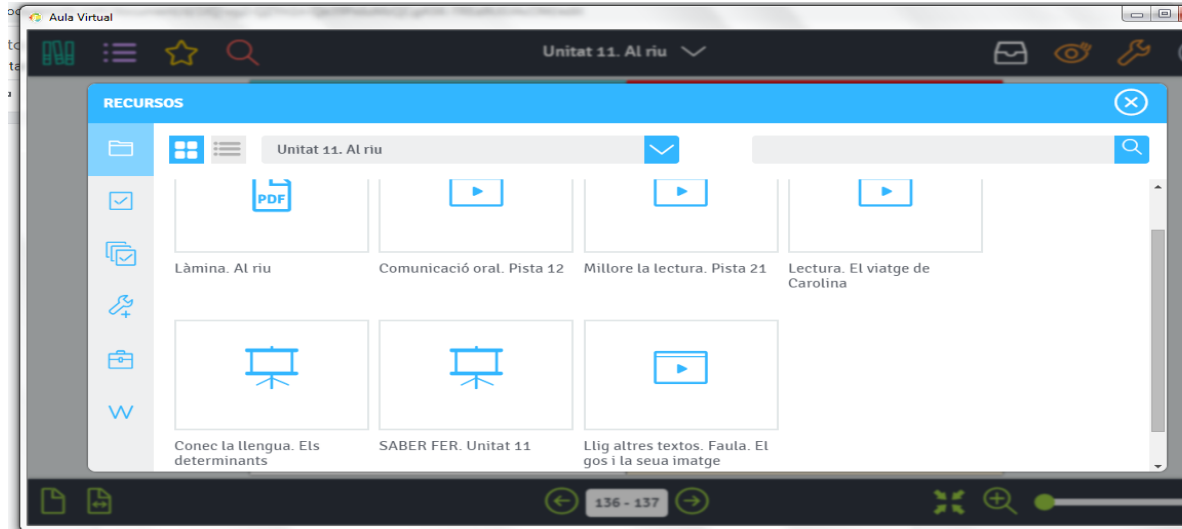 Aula Virtual
Unitat 11. Al riu
RECURSOS
Unitat 11. Al riu
PDF
Làmina. Al riu
Comunicació oral. Pista 12
Millore la lectura. Pista 21
Lectura. El viatge de
Carolina
Conec la llengua. Els
determinants
SABER FER. Unitat 11
Llig altres textos. Faula. El
gos i la seua imatge
136 - 137